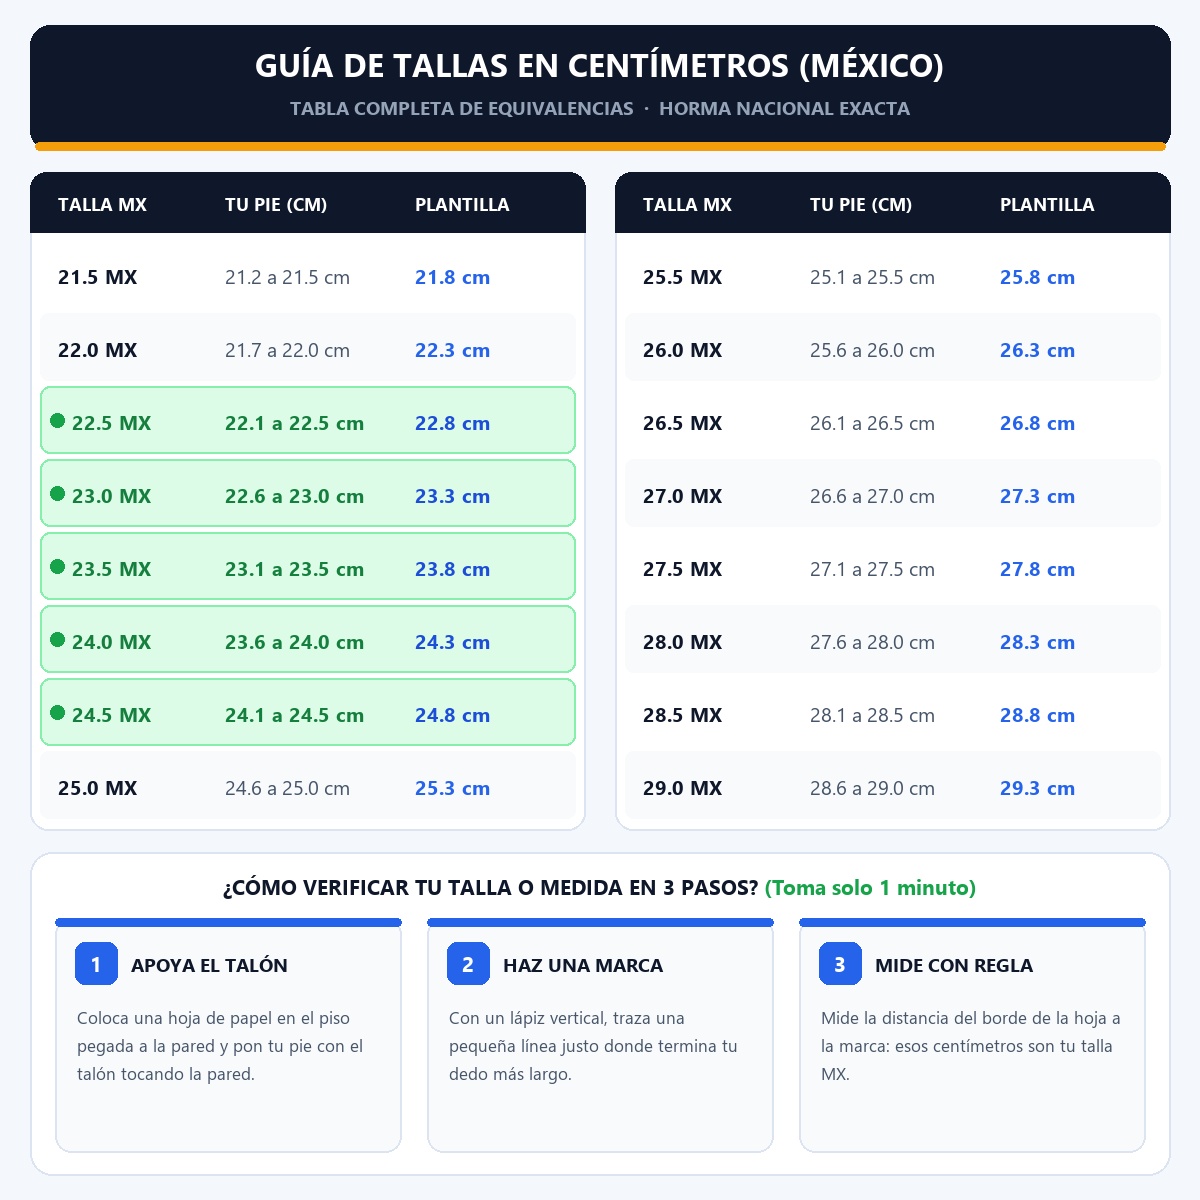 GUÍA DE TALLAS EN CENTÍMETROS (MÉXICO)
TABLA COMPLETA DE EQUIVALENCIAS · HORMA NACIONAL EXACTA
TALLA MX TU PIE (CM) PLANTILLA
21.5 MX 21.2 a 21.5 cm 21.8 cm
22.0 MX 21.7 a 22.0 cm 22.3 cm
22.5 MX 22.1 a 22.5 cm 22.8 cm
23.0 MX 22.6 a 23.0 cm 23.3 cm
23.5 MX 23.1 a 23.5 cm 23.8 cm
24.0 MX 23.6 a 24.0 cm 24.3 cm
24.5 MX 24.1 a 24.5 cm 24.8 cm
25.0 MX 24.6 a 25.0 cm 25.3 cm
TALLA MX TU PIE (CM) PLANTILLA
25.5 MX 25.1 a 25.5 cm 25.8 cm
26.0 MX 25.6 a 26.0 cm 26.3 cm
26.5 MX 26.1 a 26.5 cm 26.8 cm
27.0 MX 26.6 a 27.0 cm 27.3 cm
27.5 MX 27.1 a 27.5 cm 27.8 cm
28.0 MX 27.6 a 28.0 cm 28.3 cm
28.5 MX 28.1 a 28.5 cm 28.8 cm
29.0 MX 28.6 a 29.0 cm 29.3 cm
¿CÓMO VERIFICAR TU TALLA O MEDIDA EN 3 PASOS? (Toma solo 1 minuto)
1 APOYA EL TALÓN
Coloca una hoja de papel en el piso
pegada a la pared y pon tu pie con el
talón tocando la pared.
2 HAZ UNA MARCA
Con un lápiz vertical, traza una
pequeña línea justo donde termina tu
dedo más largo.
3 MIDE CON REGLA
Mide la distancia del borde de la hoja a
la marca: esos centímetros son tu talla
MX.